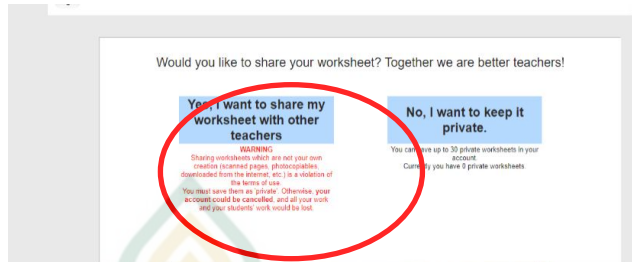 Would you like to share your worksheet? Together we are better teachers!
Yes, I want to share my
worksheet with other
teachers
WARNING
Sharing worksheets which are not your own
creation (scanned pages, photocopiables,
downloaded from the internet, etc.) is a violation of
the terms of use.
You must save them as 'private'. Otherwise, your
account could be cancelled, and all your work
and your students' work would be lost.
No, I want to keep it
private.
You can have up to 30 private worksheets in your
account.
Currently you have 0 private worksheets.